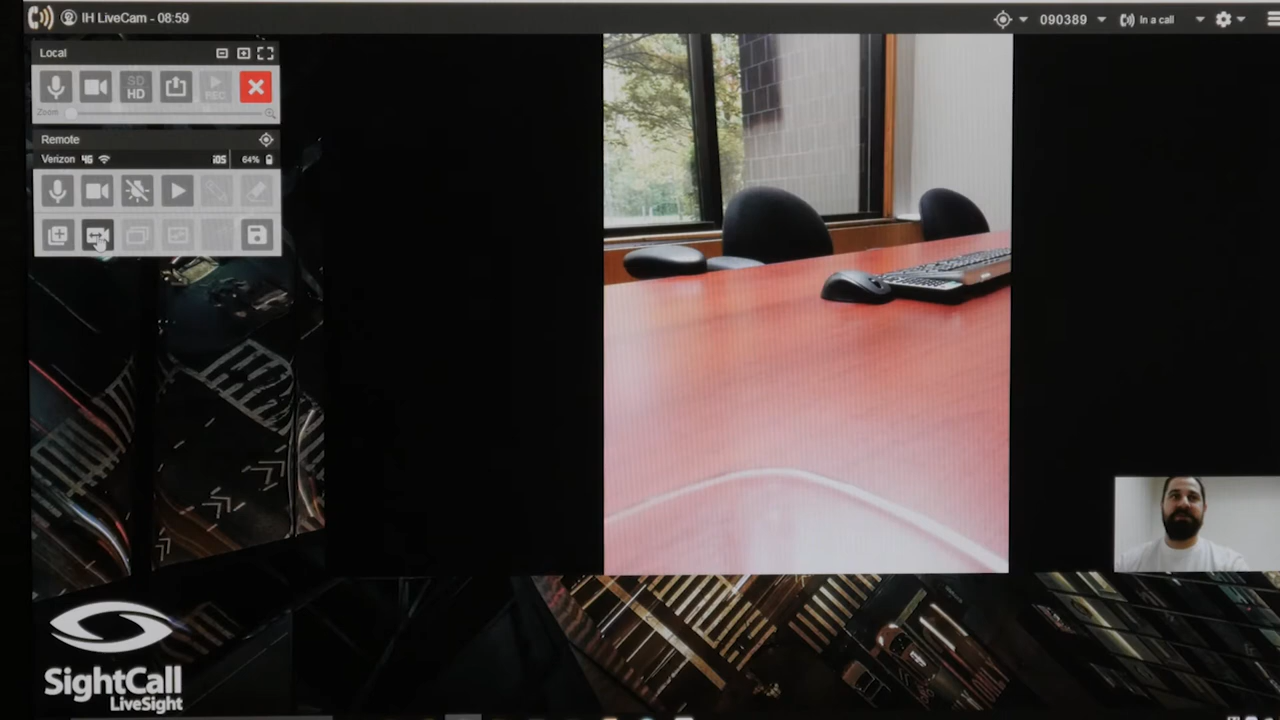 IH LiveCam - 08:59
090389
In a call
Local
SD
HD
REC
Zoom
Remote
Verizon 4G
iOS
64%
SightCall
LiveSight